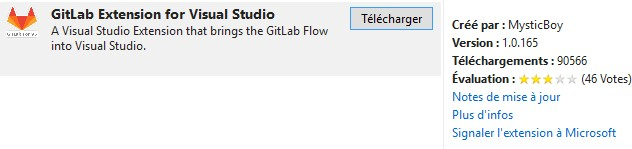 GitLab Extension for Visual Studio
Télécharger
A Visual Studio Extension that brings the GitLab Flow
into Visual Studio.
Créé par : MysticBoy
Version : 1.0.165
Téléchargements : 90566
Évaluation : (46 Votes)
Notes de mise à jour
Plus d'infos
Signaler l'extension à Microsoft